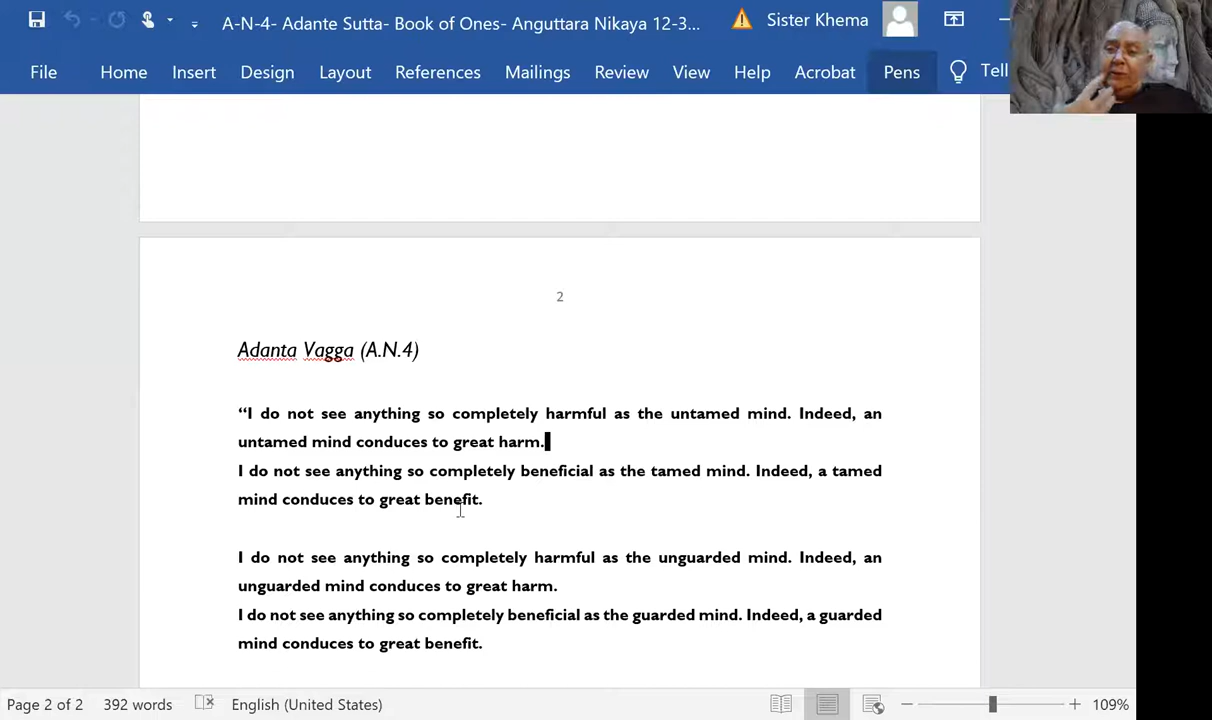 A-N-4- Adante Sutta- Book of Ones- Anguttara Nikaya 12-3...
Sister Khema
File Home Insert Design Layout References Mailings Review View Help Acrobat Pens Tell
2
Adanta Vagga (A.N.4)
“I do not see anything so completely harmful as the untamed mind. Indeed, an
untamed mind conduces to great harm.
I do not see anything so completely beneficial as the tamed mind. Indeed, a tamed
mind conduces to great benefit.
I do not see anything so completely harmful as the unguarded mind. Indeed, an
unguarded mind conduces to great harm.
I do not see anything so completely beneficial as the guarded mind. Indeed, a guarded
mind conduces to great benefit.
Page 2 of 2 392 words English (United States) 109%